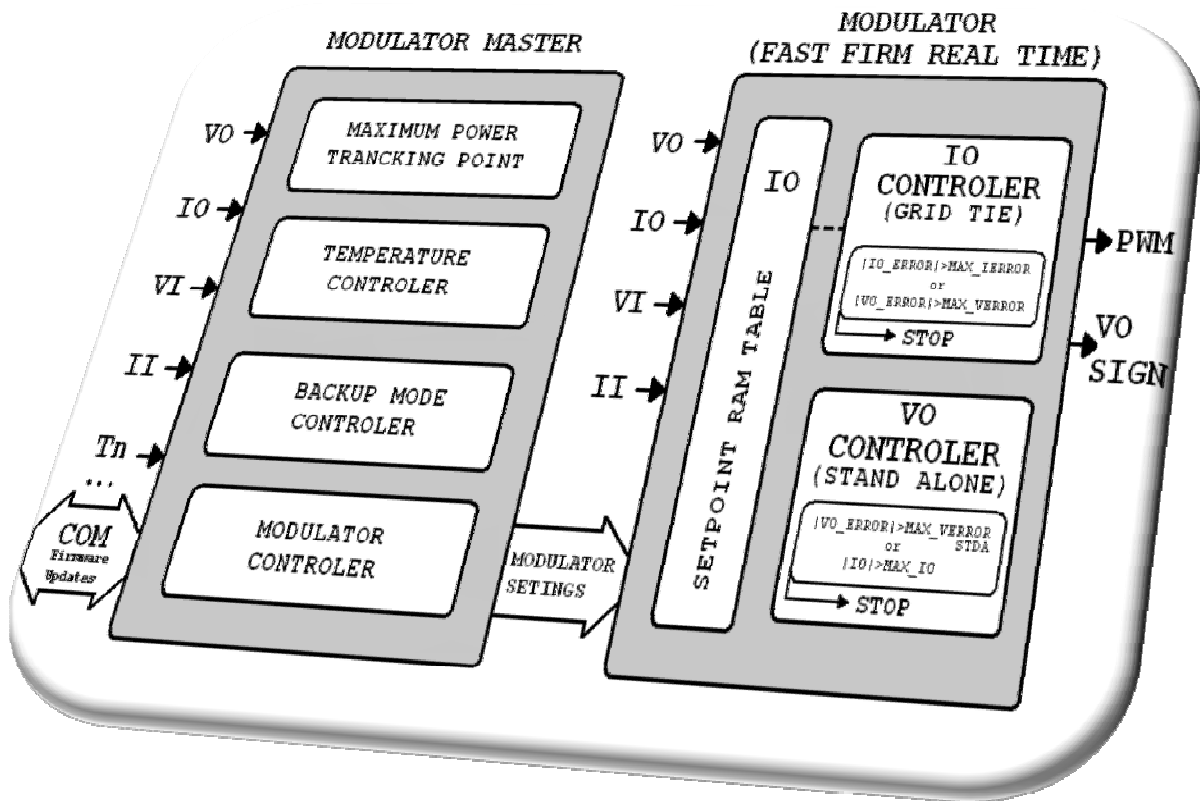 MODULATOR MASTER
VO
IO
VI
II
Tn
...
COM
Firmware
Updates
MAXIMUM POWER
TRANCKING POINT
TEMPERATURE
CONTROLER
BACKUP MODE
CONTROLER
MODULATOR
CONTROLER
MODULATOR
SETINGS
MODULATOR
(FAST FIRM REAL TIME)
VO
IO
VI
II
IO
SETPOINT RAM TABLE
IO
CONTROLER
(GRID TIE)
|IO_ERROR|>MAX_IERROR
or
|VO_ERROR|>MAX_VERROR
STOP
VO
CONTROLER
(STAND ALONE)
|VO_ERROR|>MAX_VERROR
STDA
or
|IO|>MAX_IO
STOP
PWM
VO
SIGN